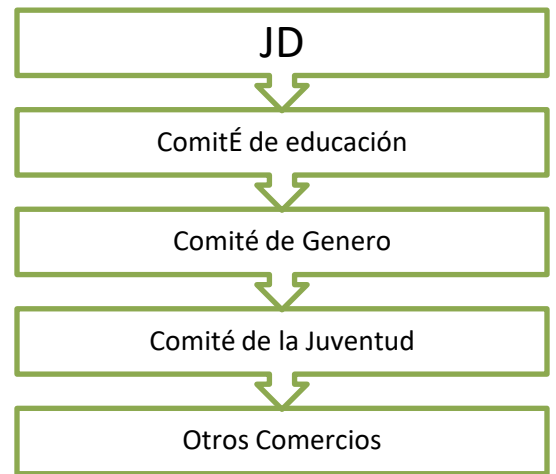 JD
ComitÉ de educación
Comité de Genero
Comité de la Juventud
Otros Comercios